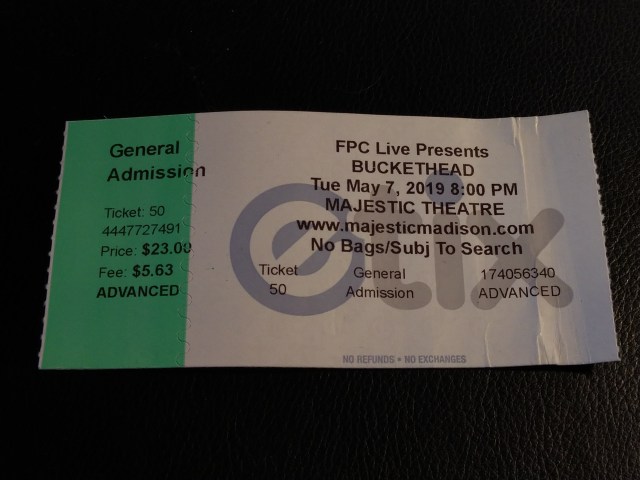 General
Admission
Ticket: 50
4447727491
Price: $23.00
Fee: $5.63
ADVANCED
FPC Live Presents
BUCKETHEAD
Tue May 7, 2019 8:00 PM
MAJESTIC THEATRE
www.majesticmadison.com
No Bags/Subj To Search
Ticket General 174056340
50 Admission ADVANCED
etix
NO REFUNDS • NO EXCHANGES